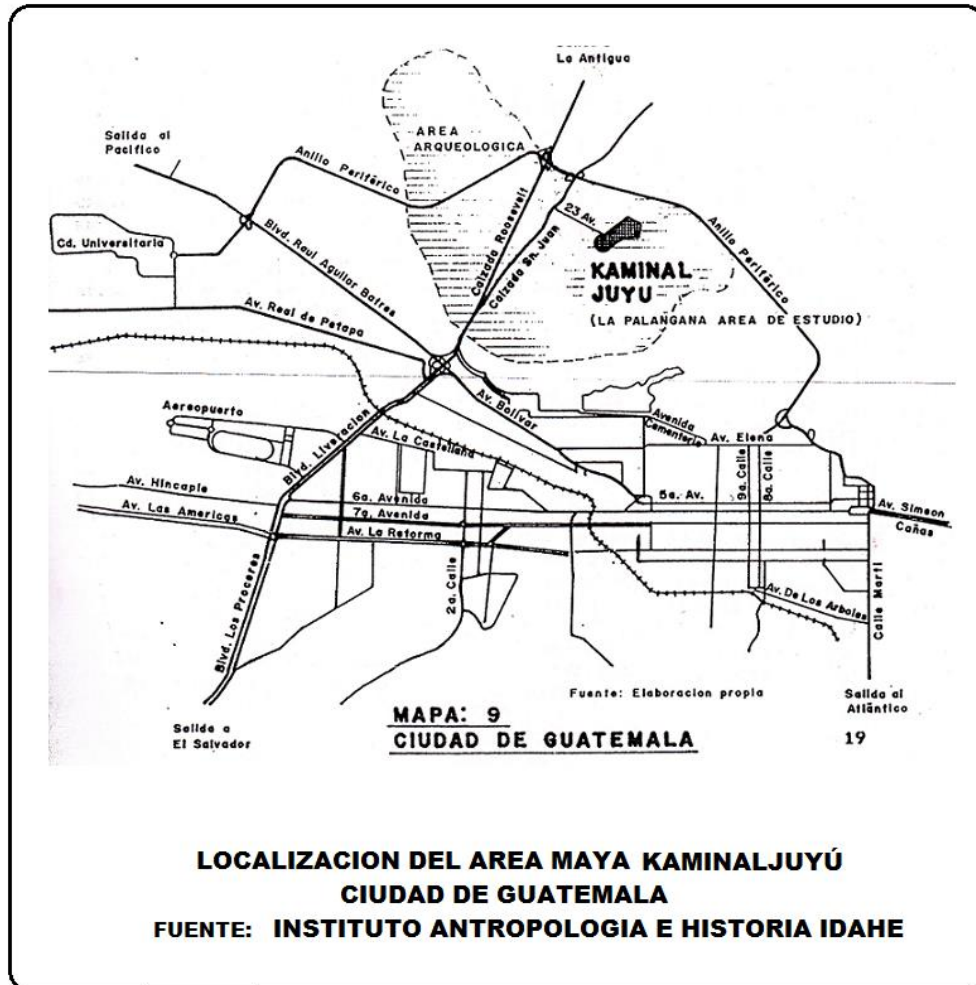 La Antigua
Salida al
Pacifico
AREA
ARQUEOLOGICA
Anillo Periférico
23 Av.
Anillo Periférico
Cd. Universitaria
Blvd. Raul Aguilar Batres
Calzada Roosevelt
Calzada Sn. Juan
KAMINAL
JUYU
(LA PALANGANA AREA DE ESTUDIO)
Av. Real de Petapa
Aereopuerto
Blvd. Liveracion
Av. Bolivar
Avenida
Cementerio
Av. Elena
Av. La Castellana
9a. Calle
8a. Calle
Av. Hincapie
6a. Avenida
5a. Av.
Av. Simeon
Cañas
Av. Las Americas
7a. Avenida
Av. La Reforma
2a. Calle
Av. De Los Arboles
Calle Marti
Blvd. Los Proceres
Fuente: Elaboracion propia
Salida al
Atlántico
Salida a
El Salvador
MAPA: 9
CIUDAD DE GUATEMALA
19
LOCALIZACION DEL AREA MAYA KAMINALJUYÚ
CIUDAD DE GUATEMALA
FUENTE: INSTITUTO ANTROPOLOGIA E HISTORIA IDAHE